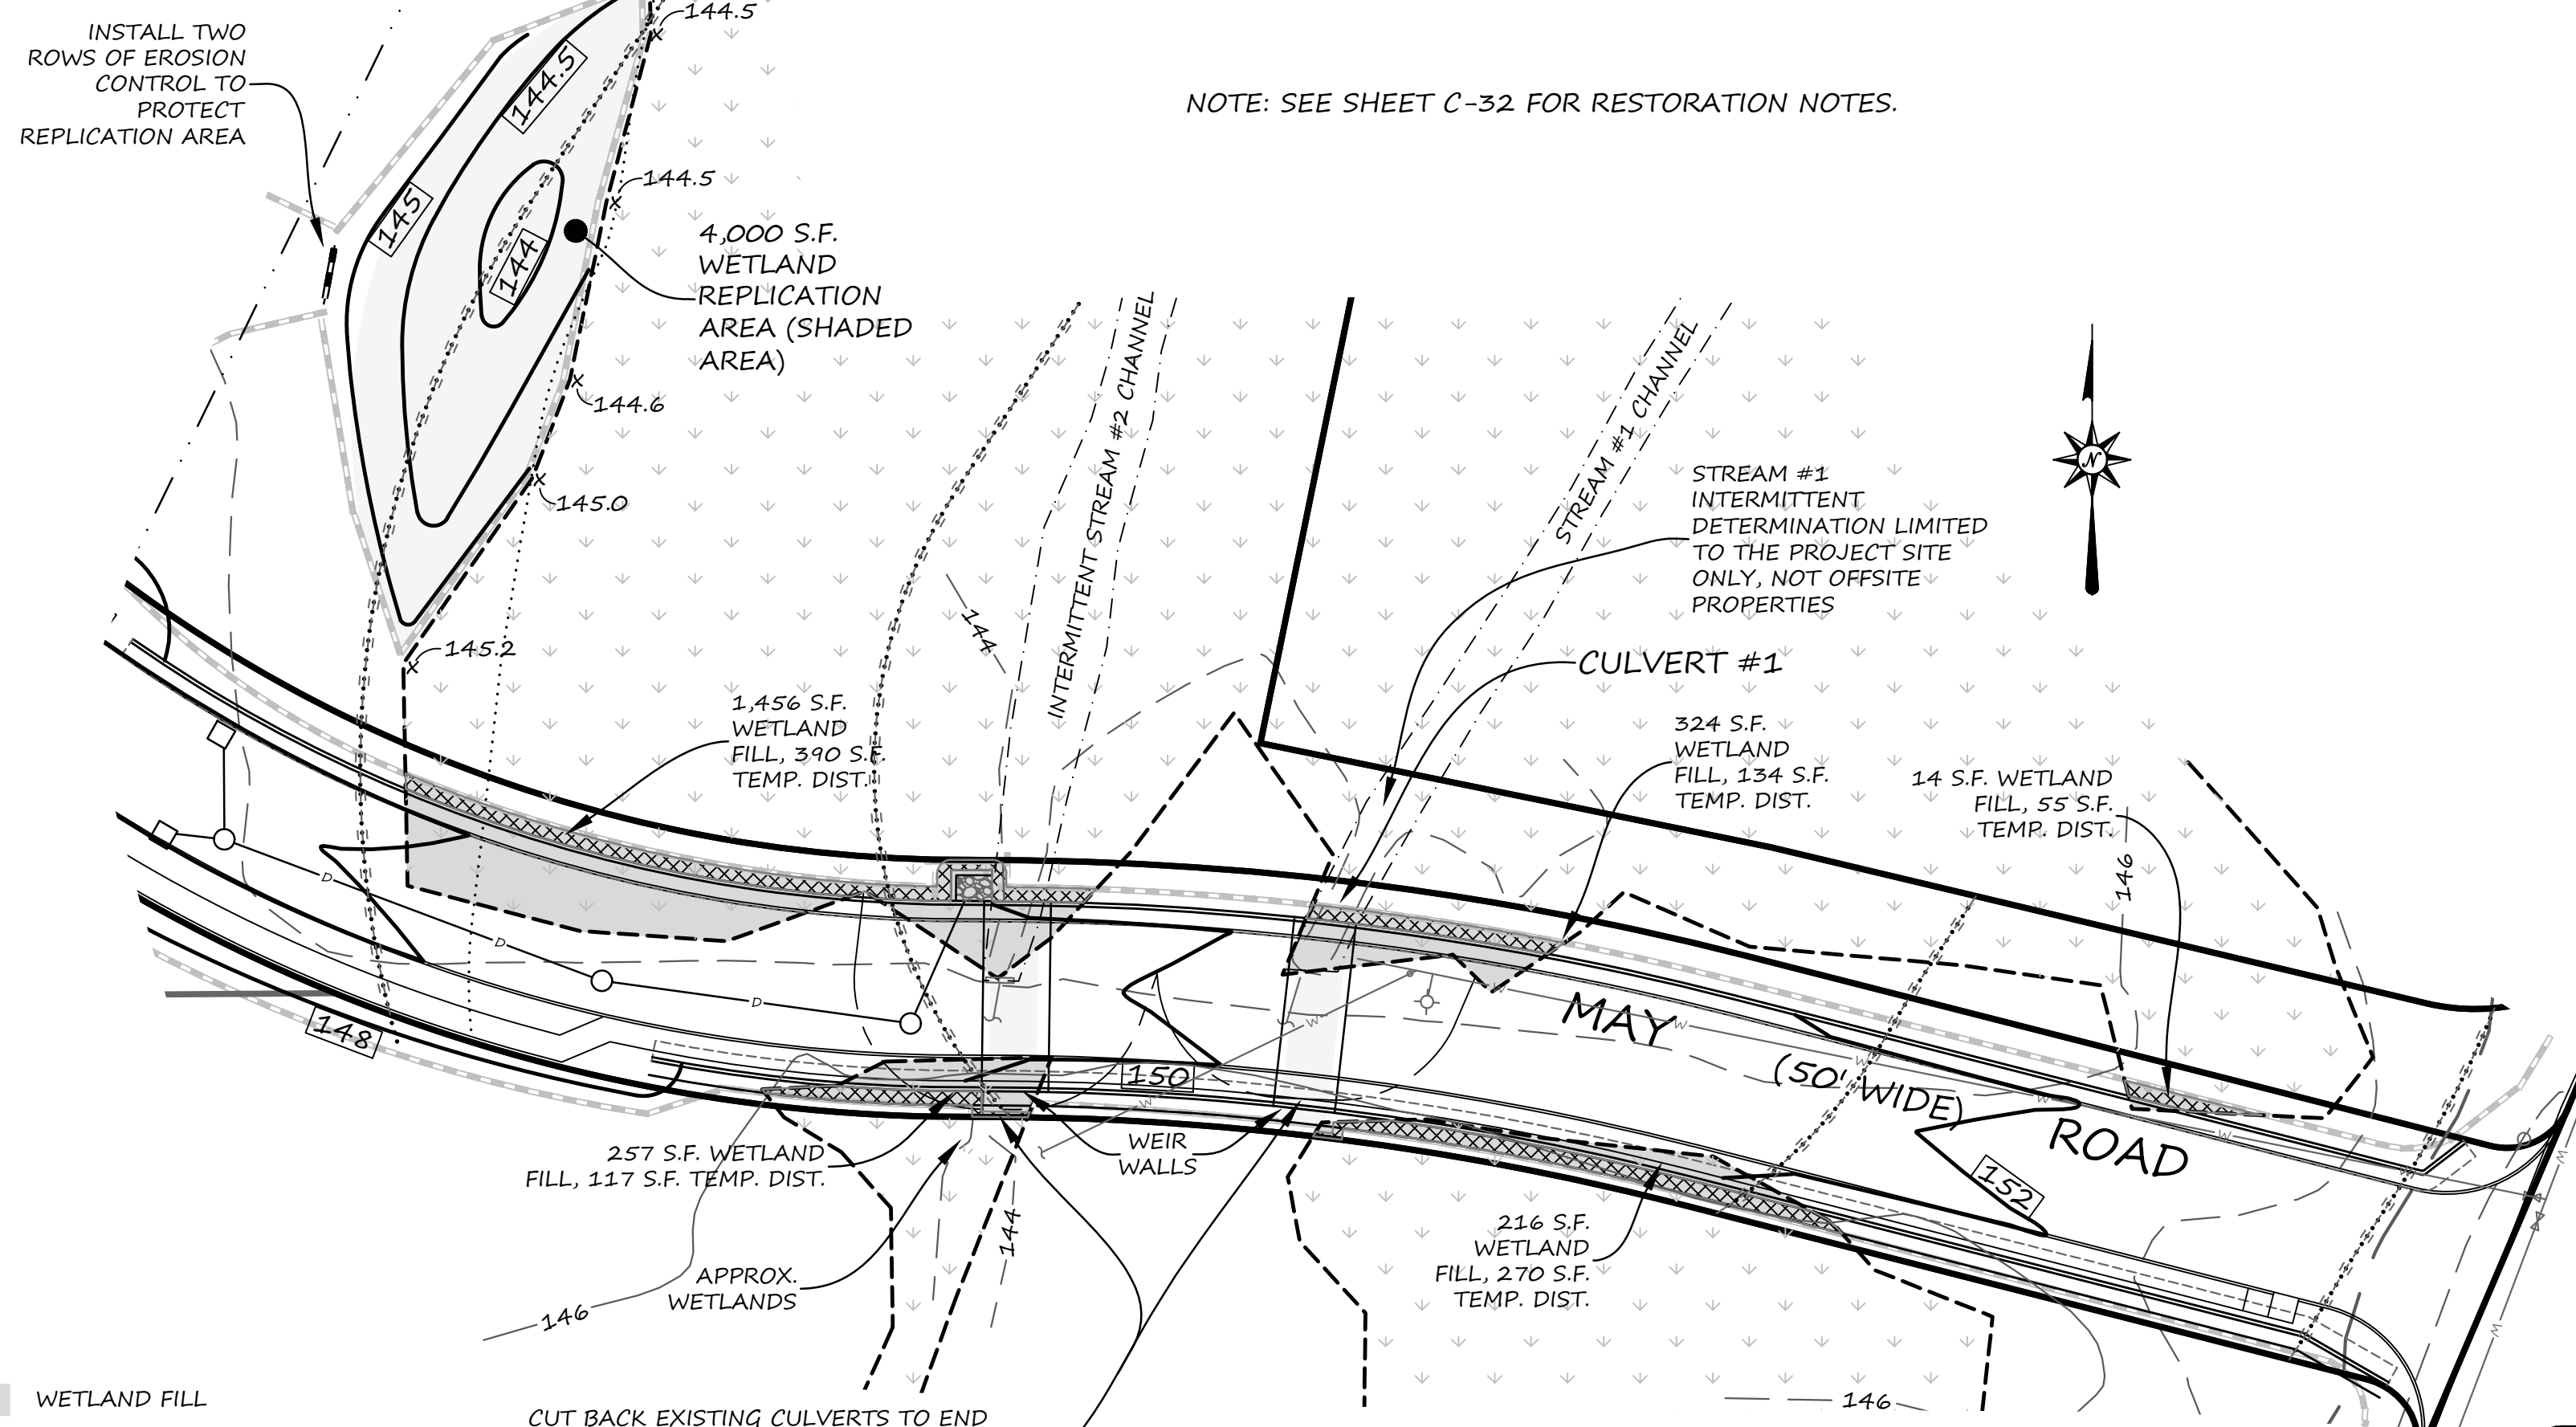 INSTALL TWO
ROWS OF EROSION
CONTROL TO
PROTECT
REPLICATION AREA
144.5
144.5
145
144
144.5
NOTE: SEE SHEET C-32 FOR RESTORATION NOTES.
4,000 S.F.
WETLAND
REPLICATION
AREA (SHADED
AREA)
144.6
145.0
145.2
INTERMITTENT STREAM #2 CHANNEL
STREAM #1 CHANNEL
N
STREAM #1
INTERMITTENT
DETERMINATION LIMITED
TO THE PROJECT SITE
ONLY, NOT OFFSITE
PROPERTIES
144
CULVERT #1
1,456 S.F.
WETLAND
FILL, 390 S.F.
TEMP. DIST.
324 S.F.
WETLAND
FILL, 134 S.F.
TEMP. DIST.
14 S.F. WETLAND
FILL, 55 S.F.
TEMP. DIST.
146
D
D
D
148
150
W
W
W
W
W
W
W
W
W
MAY
(50' WIDE)
ROAD
152
257 S.F. WETLAND
FILL, 117 S.F. TEMP. DIST.
WEIR
WALLS
216 S.F.
WETLAND
FILL, 270 S.F.
TEMP. DIST.
144
APPROX.
WETLANDS
146
146
WETLAND FILL
CUT BACK EXISTING CULVERTS TO END